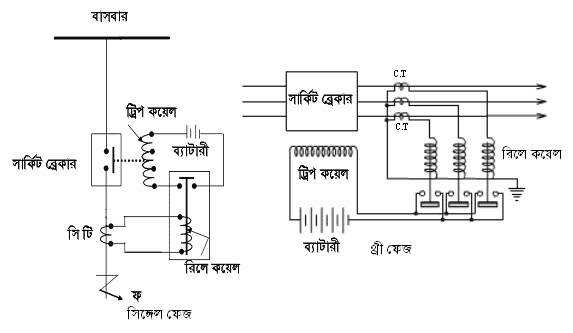 বাসবার
ট্রিপ কয়েল
ব্যাটারী
সার্কিট ব্রেকার
সি টি
রিলে কয়েল
ফ
সিঙ্গেল ফেজ
C.T
সার্কিট ব্রেকার
C.T
রিলে কয়েল
ট্রিপ কয়েল
ব্যাটারী
থ্রী ফেজ